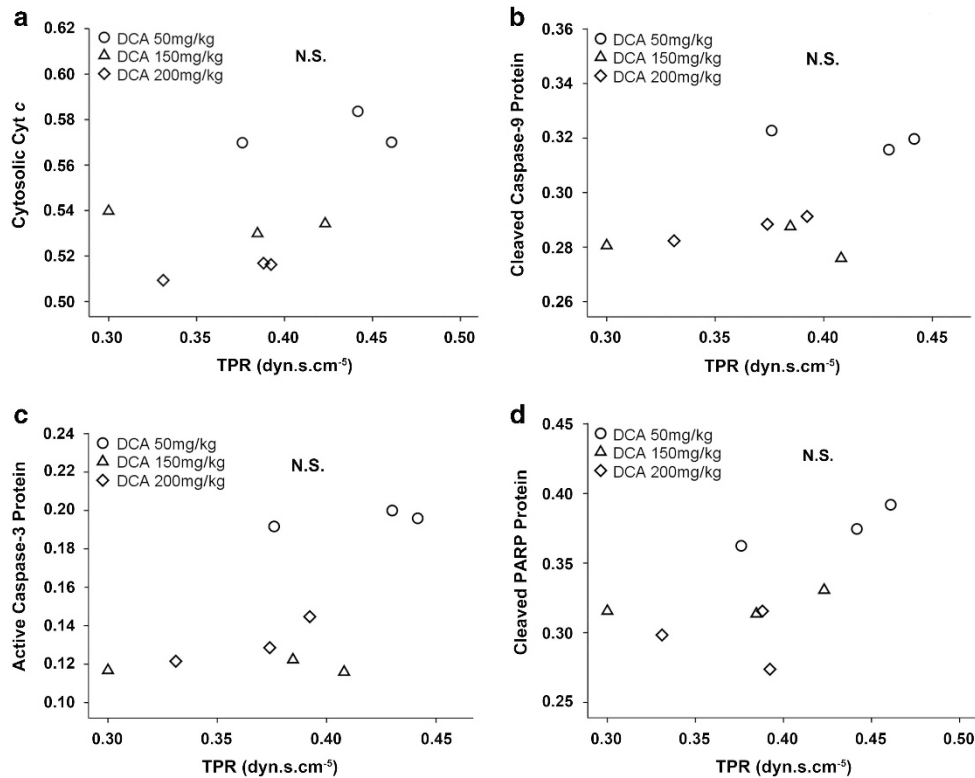 a
0.62
0.60
0.58
0.56
0.54
0.52
0.50
Cytosolic Cyt c
DCA 50mg/kg
DCA 150mg/kg
DCA 200mg/kg
N.S.
0.30 0.35 0.40 0.45 0.50
TPR (dyn.s.cm⁻⁵)
b
0.36
0.34
0.32
0.30
0.28
0.26
Cleaved Caspase-9 Protein
DCA 50mg/kg
DCA 150mg/kg
DCA 200mg/kg
N.S.
0.30 0.35 0.40 0.45
TPR (dyn.s.cm⁻⁵)
c
0.24
0.22
0.20
0.18
0.16
0.14
0.12
0.10
Active Caspase-3 Protein
DCA 50mg/kg
DCA 150mg/kg
DCA 200mg/kg
N.S.
0.30 0.35 0.40 0.45
TPR (dyn.s.cm⁻⁵)
d
0.45
0.40
0.35
0.30
0.25
Cleaved PARP Protein
DCA 50mg/kg
DCA 150mg/kg
DCA 200mg/kg
N.S.
0.30 0.35 0.40 0.45 0.50
TPR (dyn.s.cm⁻⁵)